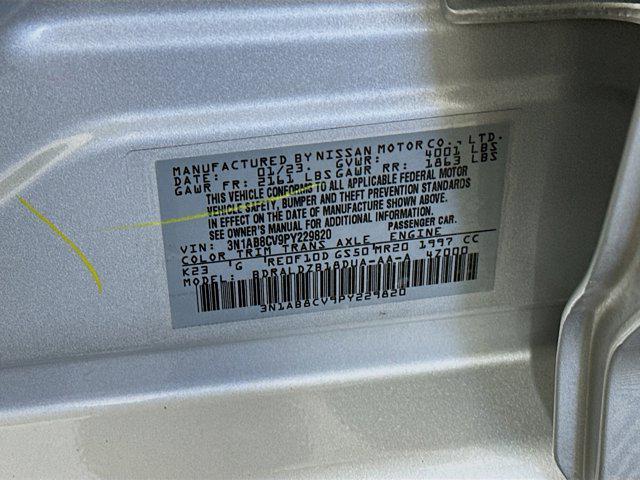 MANUFACTURED BY NISSAN MOTOR CO., LTD.
DATE: 01/23 GVWR: 4001 LBS
GAWR FR: 2161 LBS GAWR RR: 1863 LBS
THIS VEHICLE CONFORMS TO ALL APPLICABLE FEDERAL MOTOR
VEHICLE SAFETY, BUMPER AND THEFT PREVENTION STANDARDS
IN EFFECT ON THE DATE OF MANUFACTURE SHOWN ABOVE.
SEE OWNER'S MANUAL FOR ADDITIONAL INFORMATION.
VIN: 3N1AB8CV9PY229820 PASSENGER CAR.
COLOR TRIM TRANS AXLE ENGINE
K23 G RE0F10D GS50 MR20 1997 CC
BDRALDZB18DUA-AA-A 4Z000
3N1AB8CV9PY229820